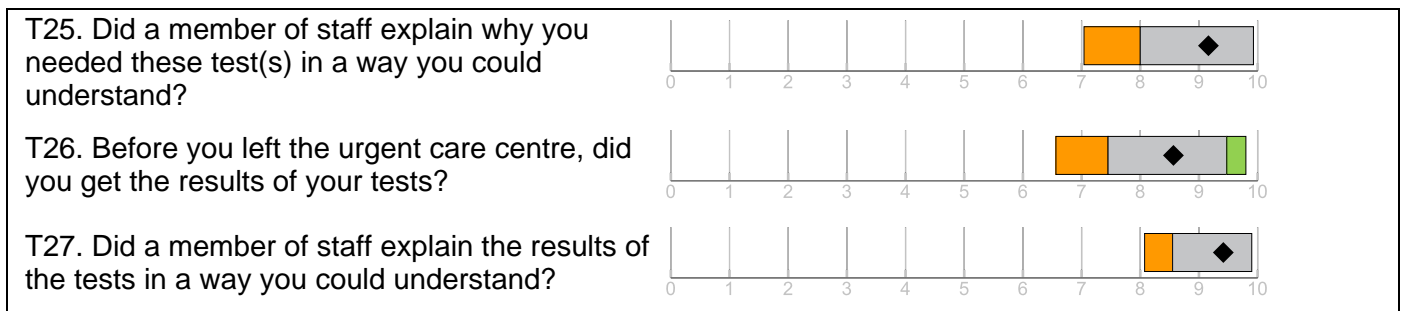 T25. Did a member of staff explain why you
needed these test(s) in a way you could
understand?
0 1 2 3 4 5 6 7 8 9 10
T26. Before you left the urgent care centre, did
you get the results of your tests?
0 1 2 3 4 5 6 7 8 9 10
T27. Did a member of staff explain the results of
the tests in a way you could understand?
0 1 2 3 4 5 6 7 8 9 10